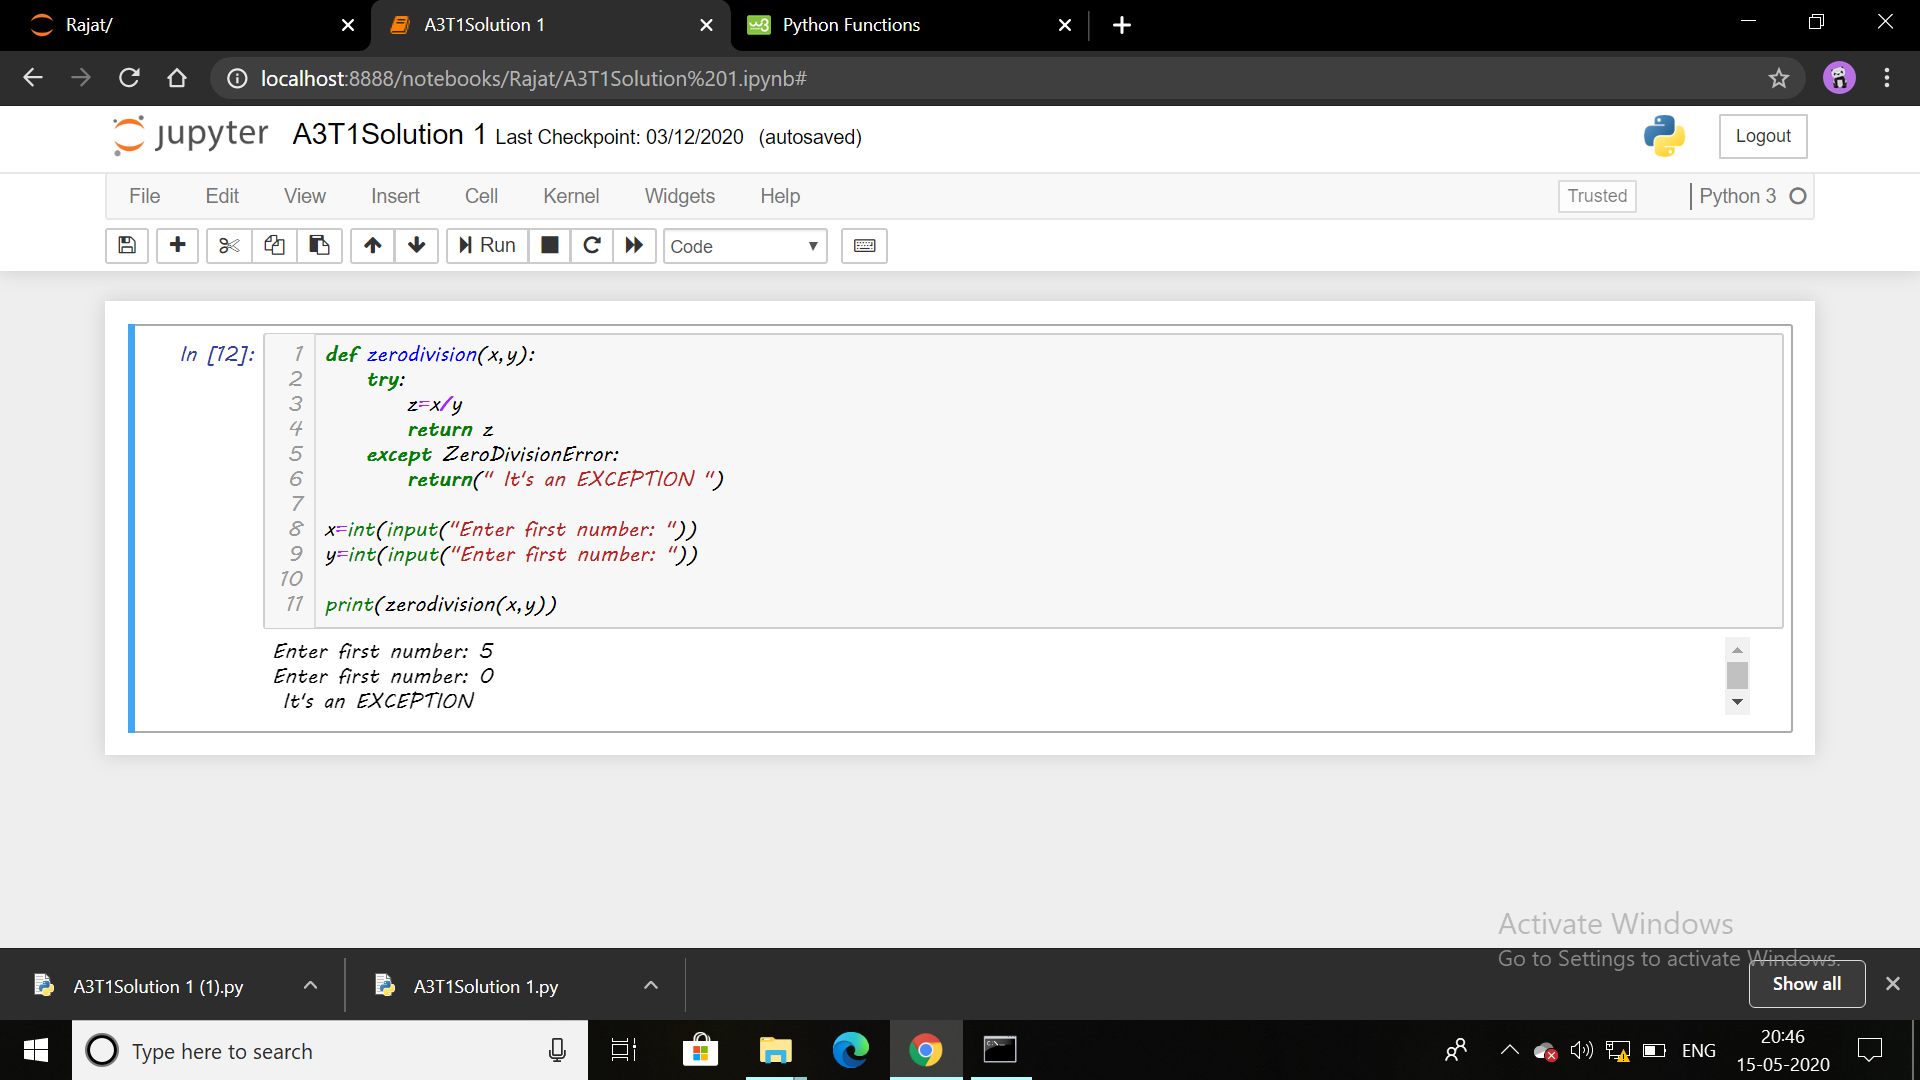 Rajat/
A3T1Solution 1
Python Functions
localhost:8888/notebooks/Rajat/A3T1Solution%201.ipynb#
jupyter A3T1Solution 1 Last Checkpoint: 03/12/2020 (autosaved)
Logout
File Edit View Insert Cell Kernel Widgets Help
Trusted
Python 3
Run
Code
In [12]:
1 def zerodivision(x,y):
2     try:
3         z=x/y
4         return z
5     except ZeroDivisionError:
6         return(" It's an EXCEPTION ")
7
8 x=int(input("Enter first number: "))
9 y=int(input("Enter first number: "))
10
11 print(zerodivision(x,y))
Enter first number: 5
Enter first number: 0
 It's an EXCEPTION
Activate Windows
Go to Settings to activate Windows.
A3T1Solution 1 (1).py
A3T1Solution 1.py
Show all
Type here to search
ENG
20:46
15-05-2020